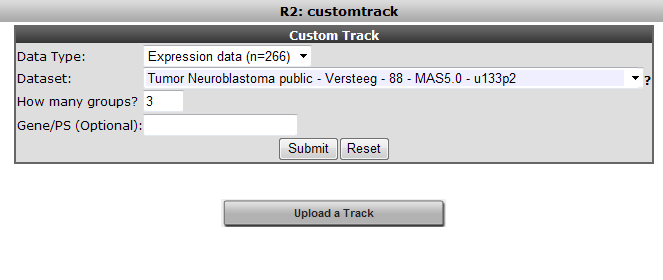 R2: customtrack
Custom Track
Data Type: Expression data (n=266)
Dataset: Tumor Neuroblastoma public - Versteeg - 88 - MAS5.0 - u133p2 ?
How many groups? 3
Gene/PS (Optional):
Submit Reset
Upload a Track